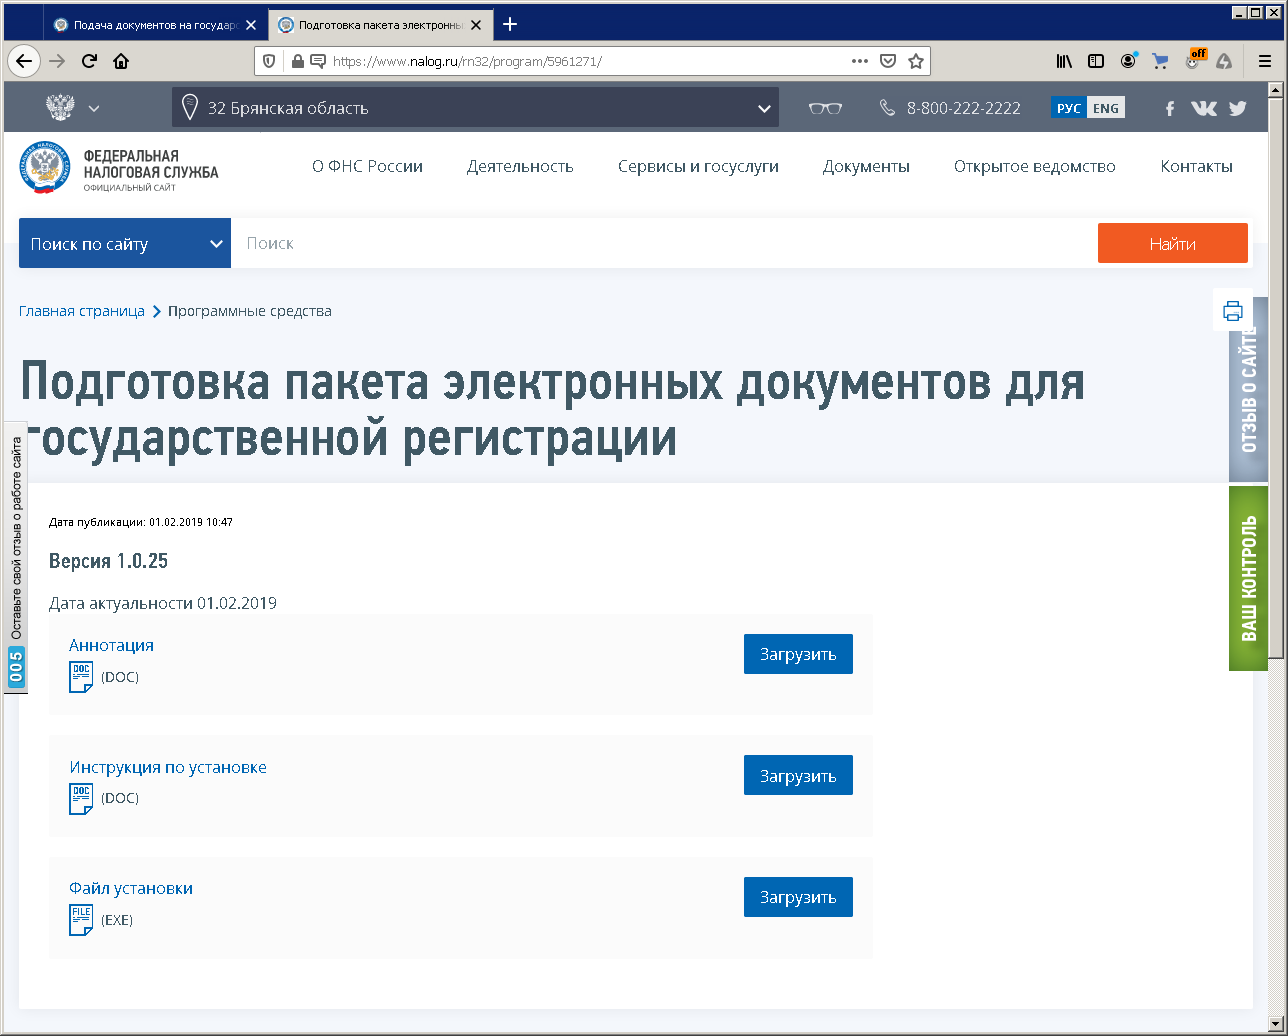 Подача документов на государс
Подготовка пакета электронны
https://www.nalog.ru/rn32/program/5961271/
off
32 Брянская область
8-800-222-2222
РУС ENG
ФЕДЕРАЛЬНАЯ
НАЛОГОВАЯ СЛУЖБА
ОФИЦИАЛЬНЫЙ САЙТ
О ФНС России
Деятельность
Сервисы и госуслуги
Документы
Открытое ведомство
Контакты
Поиск по сайту
Поиск
Найти
Главная страница
Программные средства
Подготовка пакета электронных документов для
государственной регистрации
ОТЗЫВ О САЙТЕ
ВАШ КОНТРОЛЬ
Оставьте свой отзыв о работе сайта
005
Дата публикации: 01.02.2019 10:47
Версия 1.0.25
Дата актуальности 01.02.2019
Аннотация
DOC
(DOC)
Загрузить
Инструкция по установке
DOC
(DOC)
Загрузить
Файл установки
FILE
(EXE)
Загрузить